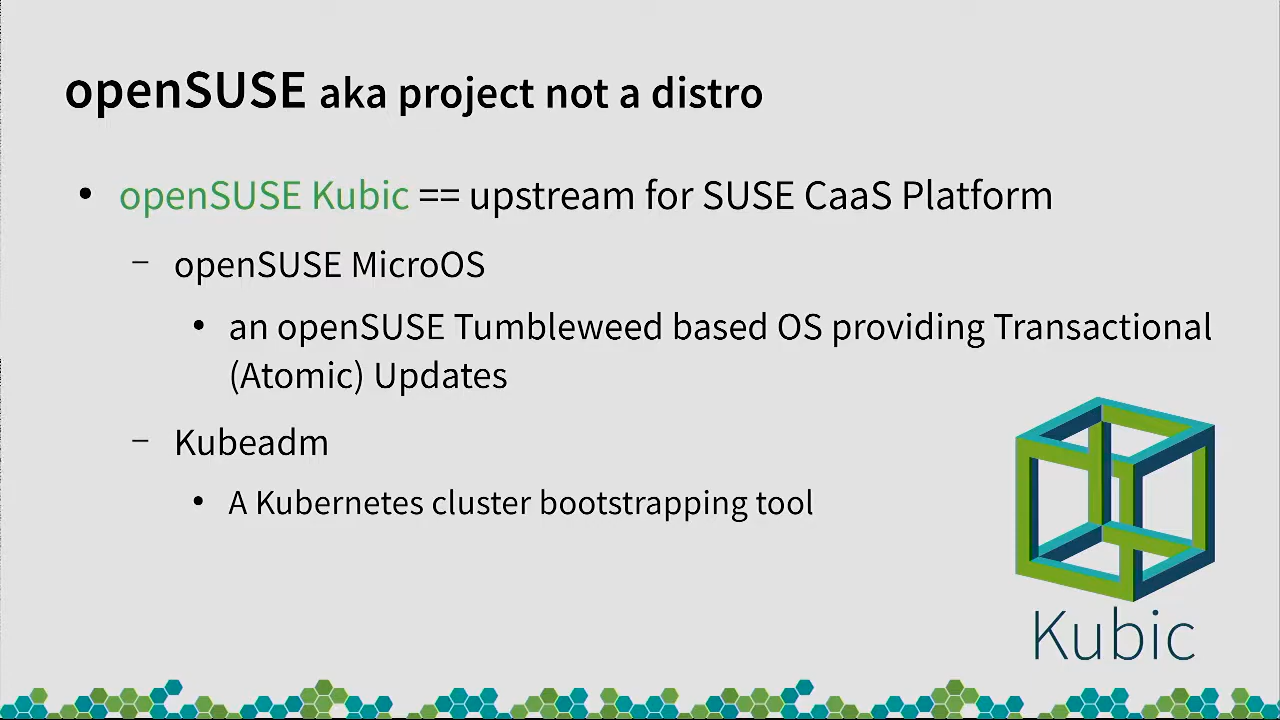 openSUSE aka project not a distro
• openSUSE Kubic == upstream for SUSE CaaS Platform
– openSUSE MicroOS
• an openSUSE Tumbleweed based OS providing Transactional
(Atomic) Updates
– Kubeadm
• A Kubernetes cluster bootstrapping tool
Kubic